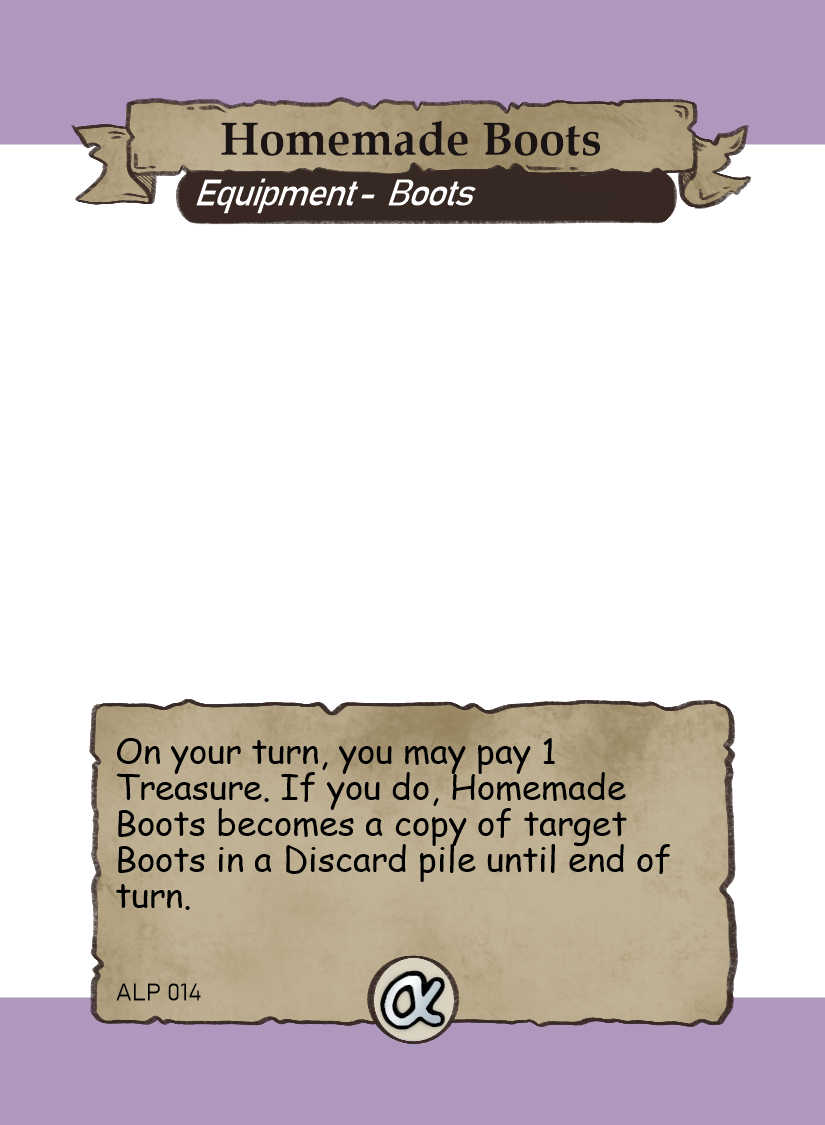 Homemade Boots
Equipment - Boots
On your turn, you may pay 1
Treasure. If you do, Homemade
Boots becomes a copy of target
Boots in a Discard pile until end of
turn.
ALP 014
α